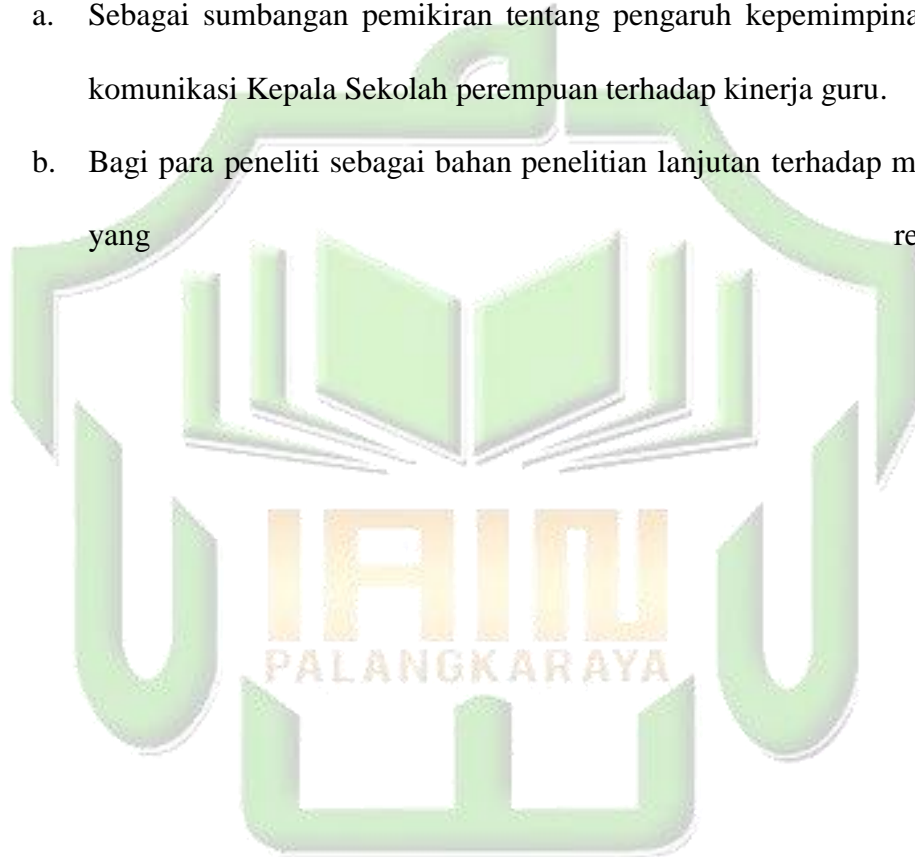 a. Sebagai sumbangan pemikiran tentang pengaruh
komunikasi Kepala Sekolah perempuan terhadap kinerja guru.
b. Bagi para peneliti sebagai bahan penelitian lanjutan terhadap
yang
IAIN
PALANGKARAYA